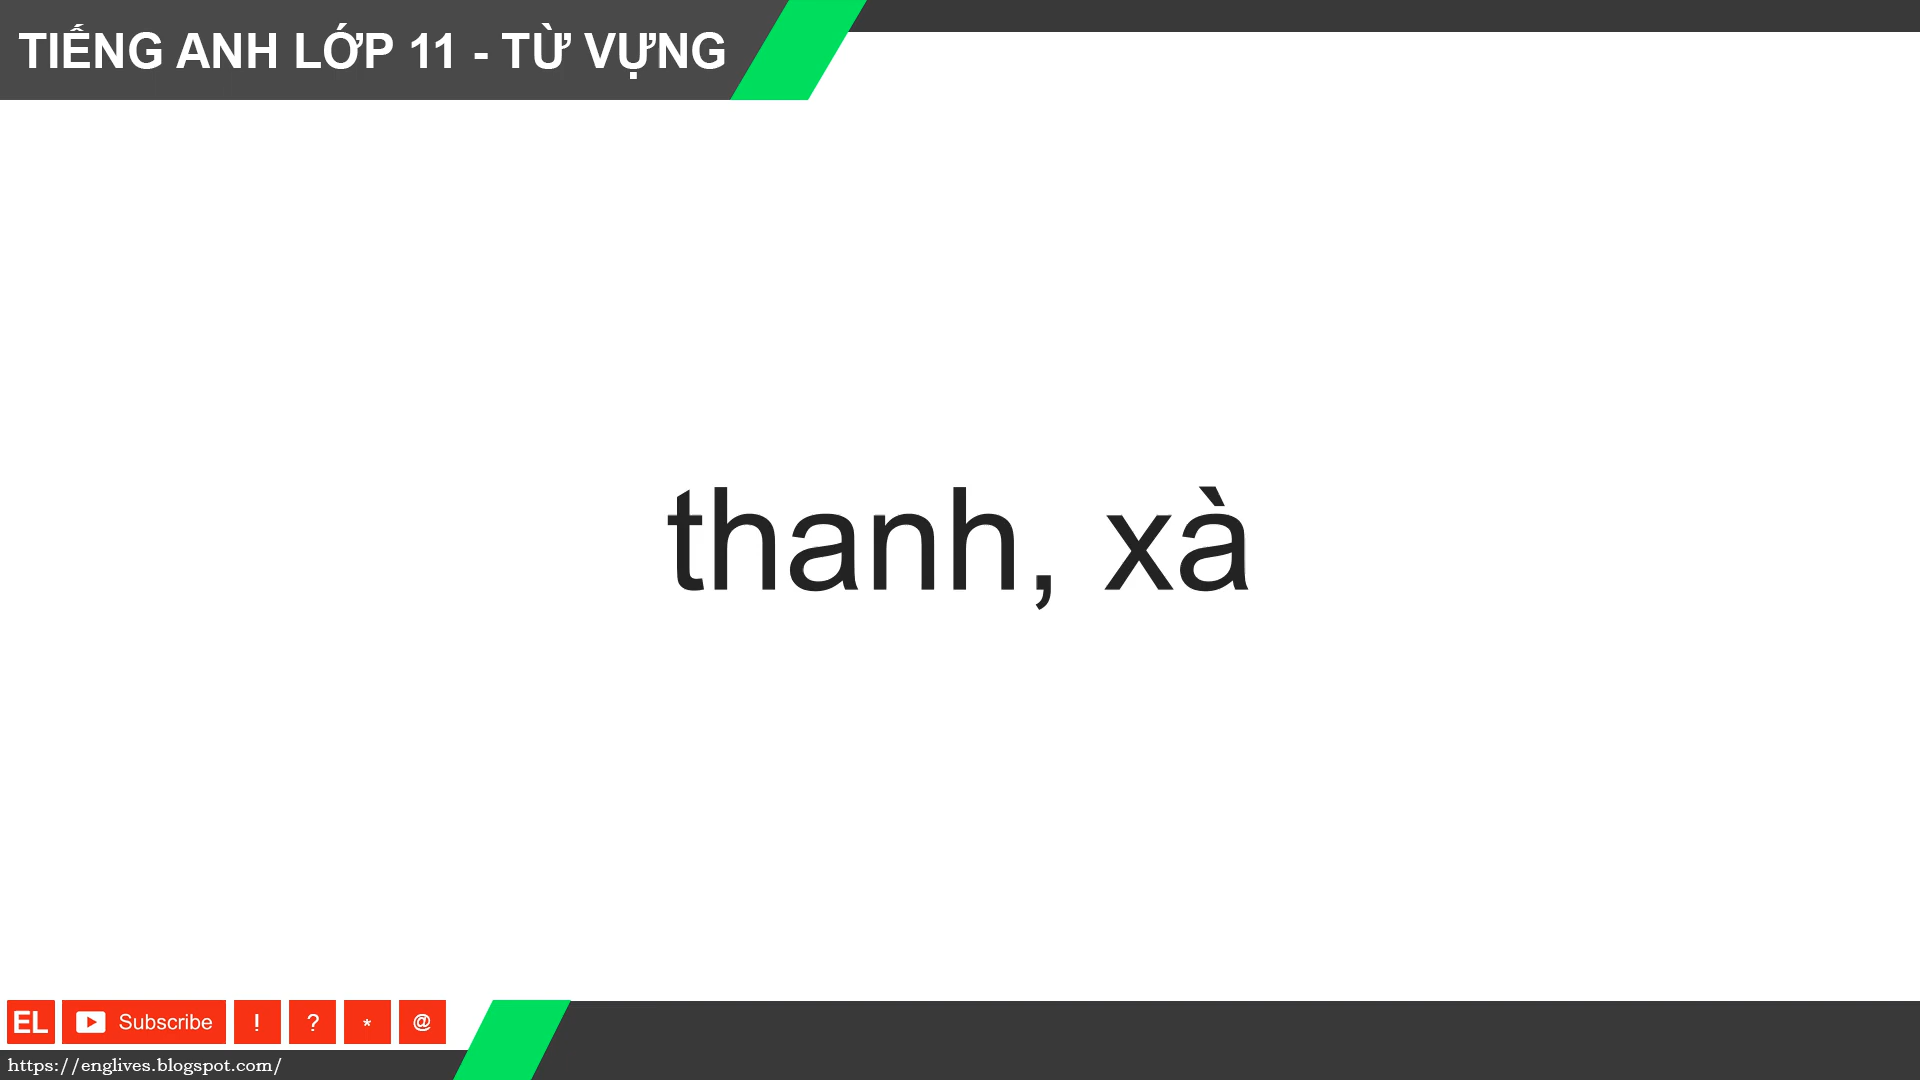 TIẾNG ANH LỚP 11 - TỪ VỰNG
thanh, xà
EL Subscribe ! ? * @
https://englives.blogspot.com/